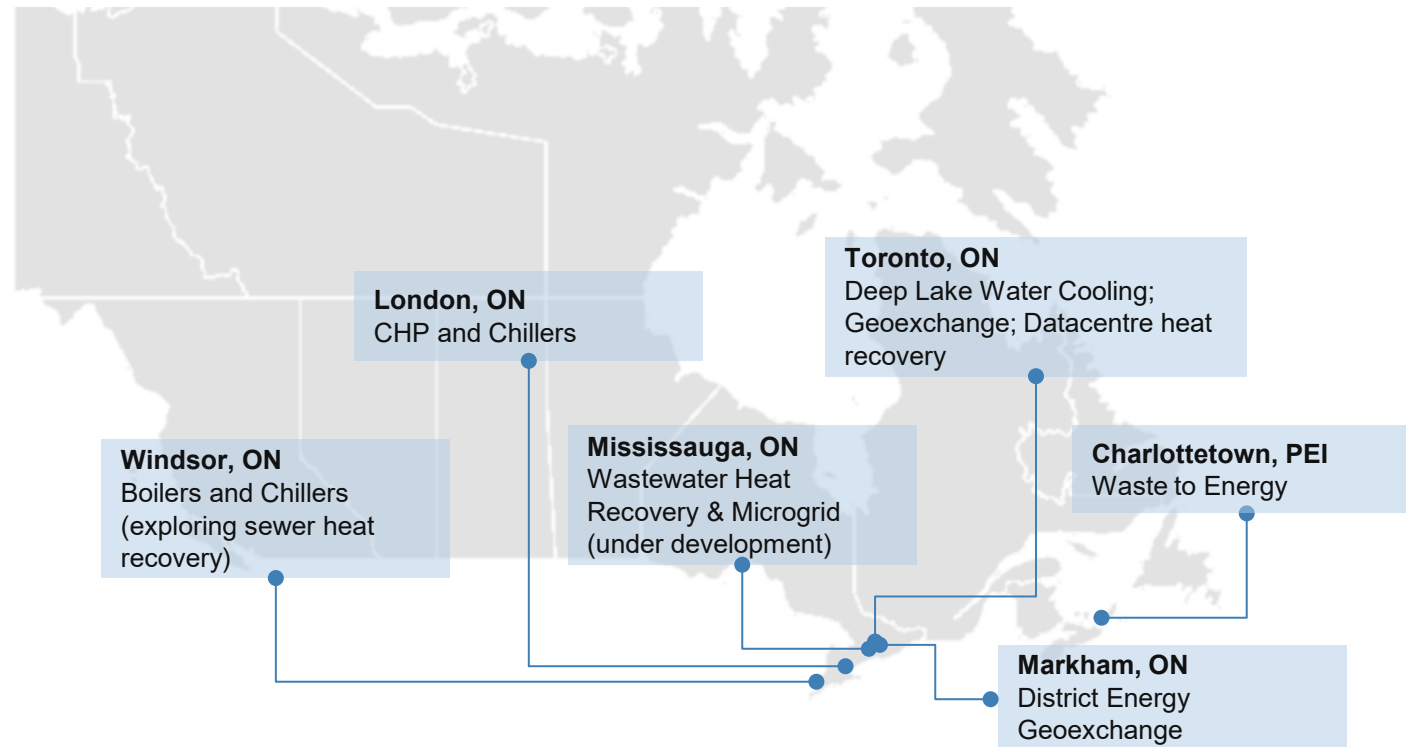 Toronto, ON
Deep Lake Water Cooling;
Geoexchange; Datacentre heat
recovery
London, ON
CHP and Chillers
Windsor, ON
Boilers and Chillers
(exploring sewer heat
recovery)
Mississauga, ON
Wastewater Heat
Recovery & Microgrid
(under development)
Charlottetown, PEI
Waste to Energy
Markham, ON
District Energy
Geoexchange